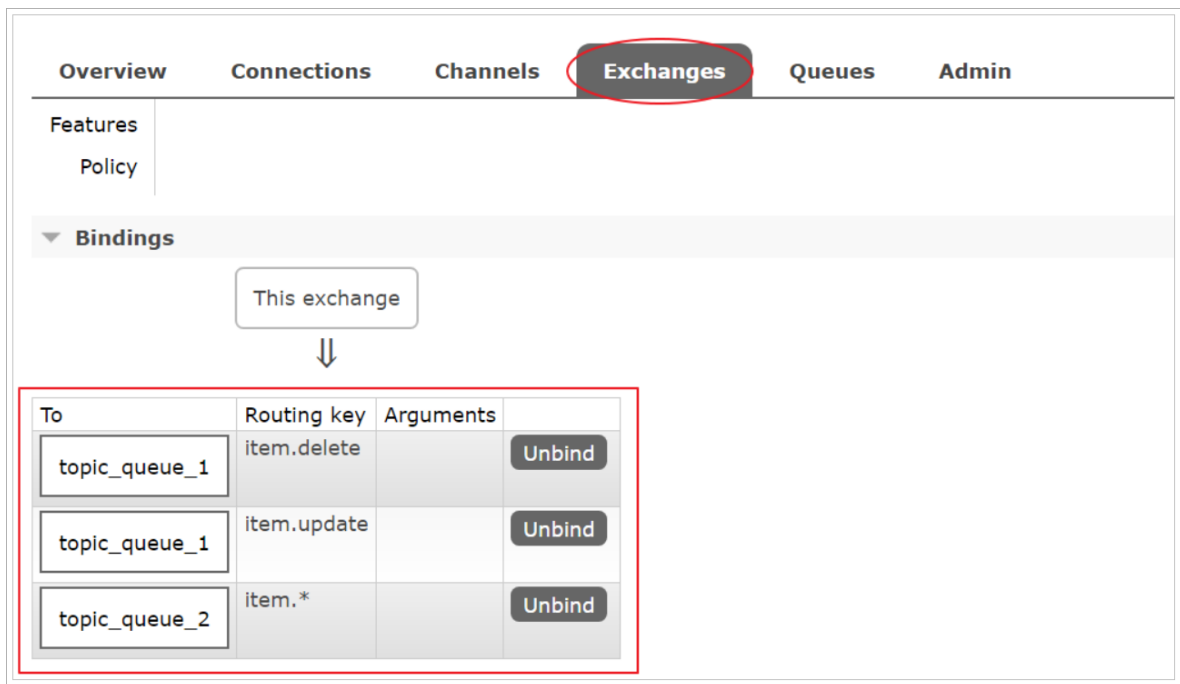 Overview Connections Channels Exchanges Queues Admin
Features
Policy
Bindings
This exchange
⇓
To Routing key Arguments
topic_queue_1 item.delete Unbind
topic_queue_1 item.update Unbind
topic_queue_2 item.* Unbind